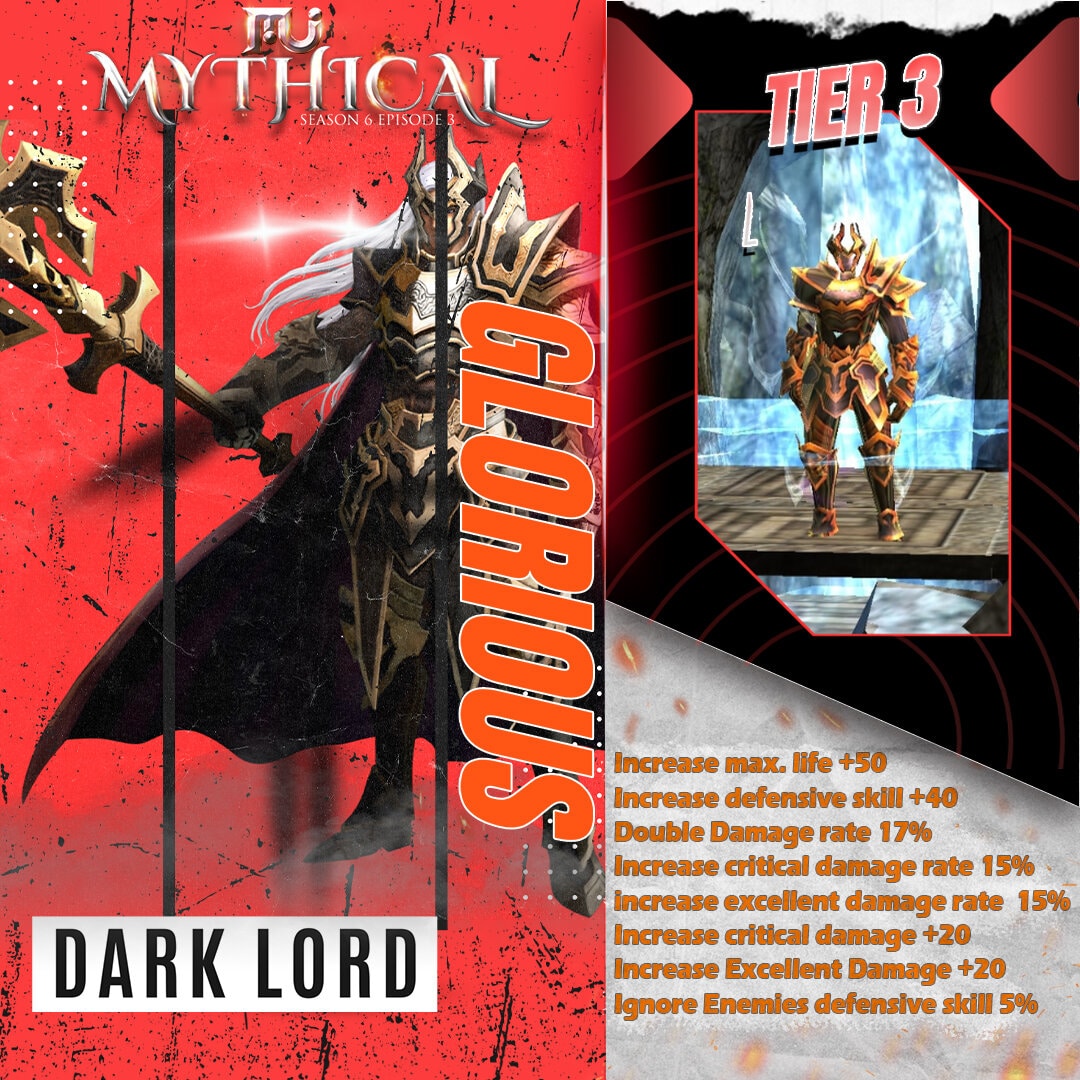 MU
MYTHICAL
SEASON 6 EPISODE 3
GLORIOUS
DARK LORD
TIER 3
L
Increase max. life +50
Increase defensive skill +40
Double Damage rate 17%
Increase critical damage rate 15%
increase excellent damage rate 15%
Increase critical damage +20
Increase Excellent Damage +20
Ignore Enemies defensive skill 5%